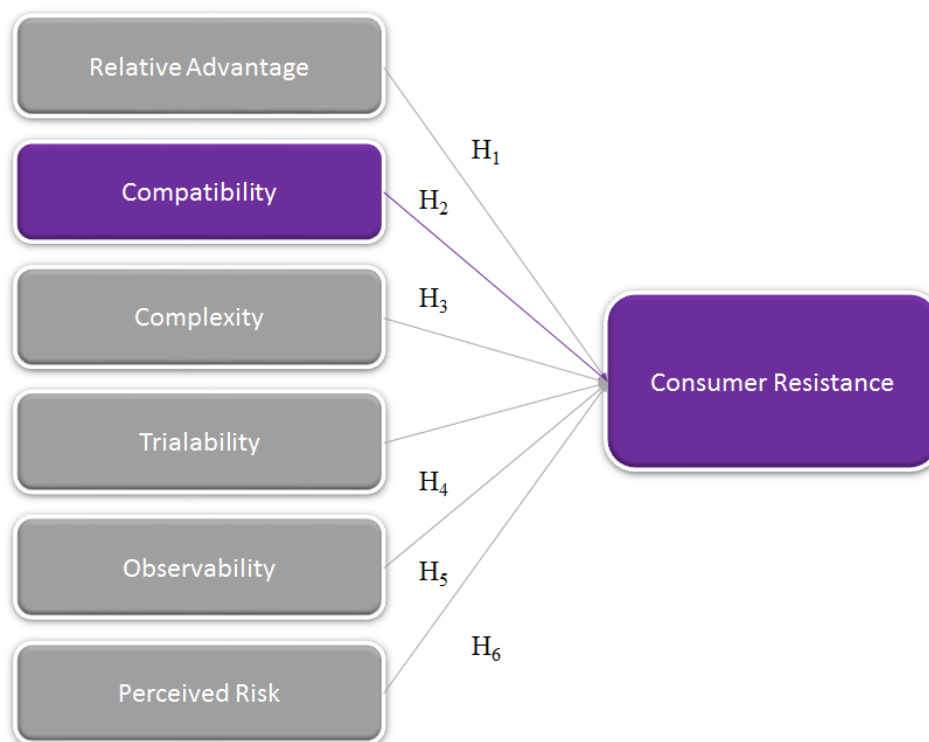 Relative Advantage
H₁
Compatibility
H₂
Complexity
H₃
Consumer Resistance
Trialability
H₄
Observability
H₅
Perceived Risk
H₆